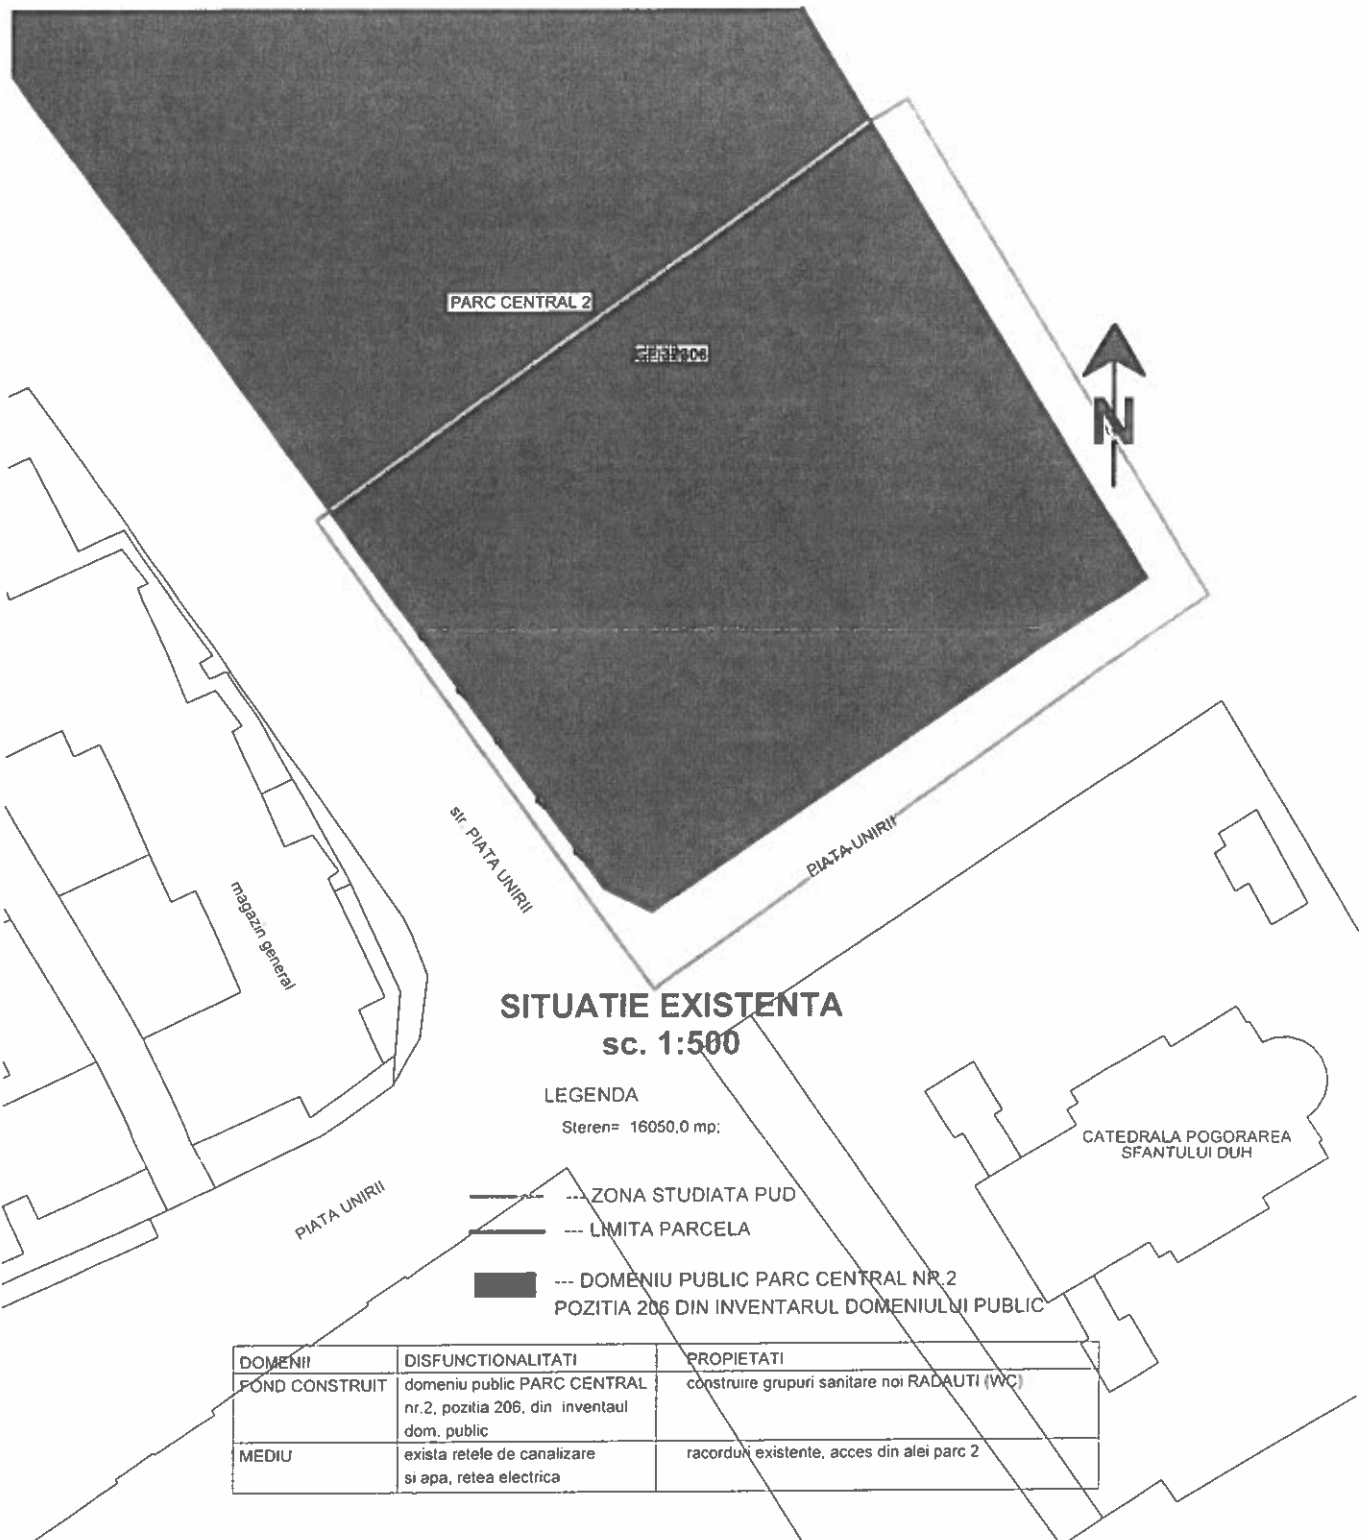 PARC CENTRAL 2
N
str. PIATA UNIRII
PIATA UNIRII
magazin general
SITUATIE EXISTENTA
sc. 1:500
LEGENDA
Steren= 16050,0 mp;
CATEDRALA POGORAREA
SFANTULUI DUH
PIATA UNIRII
--- ZONA STUDIATA PUD
--- LIMITA PARCELA
--- DOMENIU PUBLIC PARC CENTRAL NR.2
POZITIA 206 DIN INVENTARUL DOMENIULUI PUBLIC
DOMENII DISFUNCTIONALITATI PROPIETATI
FOND CONSTRUIT domeniu public PARC CENTRAL construire grupuri sanitare noi RADAUTI (WC)
nr.2, pozitia 206, din inventaul
dom. public
MEDIU exista retele de canalizare racorduri existente, acces din alei parc 2
si apa, retea electrica